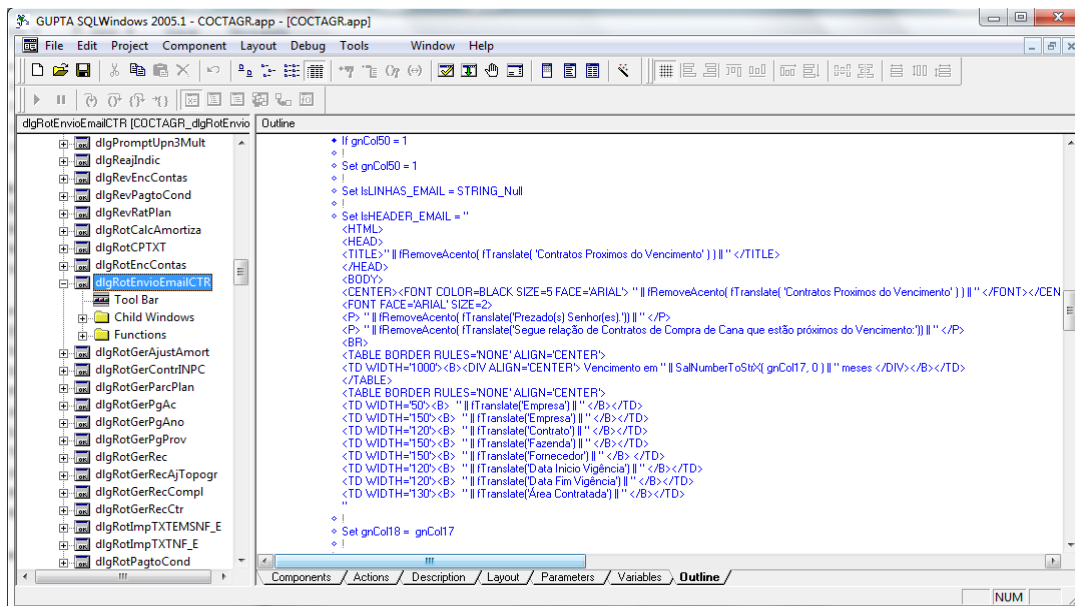 GUPTA SQLWindows 2005.1 - COCTAGR.app - [COCTAGR.app]
File Edit Project Component Layout Debug Tools Window Help
dlgRotEnvioEmailCTR [COCTAGR_dlgRotEnvio
Outline
dlgPromptUpn3Mult
dlgReajIndic
dlgRevEncContas
dlgRevPagtoCond
dlgRevRatPlan
dlgRotCalcAmortiza
dlgRotCPTXT
dlgRotEncContas
dlgRotEnvioEmailCTR
Tool Bar
Child Windows
Functions
dlgRotGerAjustAmort
dlgRotGerContrINPC
dlgRotGerParcPlan
dlgRotGerPgAc
dlgRotGerPgAno
dlgRotGerPgProv
dlgRotGerRec
dlgRotGerRecAjTopogr
dlgRotGerRecCompl
dlgRotGerRecCtr
dlgRotImpTXTEMSNF_E
dlgRotImpTXTNF_E
dlgRotPagtoCond
If gnCol50 = 1
!
Set gnCol50 = 1
!
Set lsLINHAS_EMAIL = STRING_Null
!
Set lsHEADER_EMAIL = "
<HTML>
<HEAD>
<TITLE>" || fRemoveAcento( fTranslate( 'Contratos Proximos do Vencimento' ) ) || " </TITLE>
</HEAD>
<BODY>
<CENTER><FONT COLOR=BLACK SIZE=5 FACE='ARIAL'> " || fRemoveAcento( fTranslate( 'Contratos Proximos do Vencimento' ) ) || " </FONT></CEN
<FONT FACE='ARIAL' SIZE=2>
<P> " || fRemoveAcento( fTranslate('Prezado(s) Senhor(es).')) || " </P>
<P> " || fRemoveAcento( fTranslate('Segue relação de Contratos de Compra de Cana que estão próximos do Vencimento:')) || " </P>
<BR>
<TABLE BORDER RULES='NONE' ALIGN='CENTER'>
<TD WIDTH='1000'><B><DIV ALIGN='CENTER'> Vencimento em " || SalNumberToStrX( gnCol17, 0 ) || " meses </DIV></B></TD>
</TABLE>
<TABLE BORDER RULES='NONE' ALIGN='CENTER'>
<TD WIDTH='50'><B> " || fTranslate('Empresa') || " </B></TD>
<TD WIDTH='150'><B> " || fTranslate('Empresa') || " </B></TD>
<TD WIDTH='120'><B> " || fTranslate('Contrato') || " </B></TD>
<TD WIDTH='150'><B> " || fTranslate('Fazenda') || " </B></TD>
<TD WIDTH='150'><B> " || fTranslate('Fornecedor') || " </B> </TD>
<TD WIDTH='120'><B> " || fTranslate('Data Inicio Vigência') || " </B></TD>
<TD WIDTH='120'><B> " || fTranslate('Data Fim Vigência') || " </B></TD>
<TD WIDTH='130'><B> " || fTranslate('Área Contratada') || " </B></TD>
"
!
Set gnCol18 = gnCol17
!
Components / Actions / Description / Layout / Parameters / Variables / Outline /
NUM